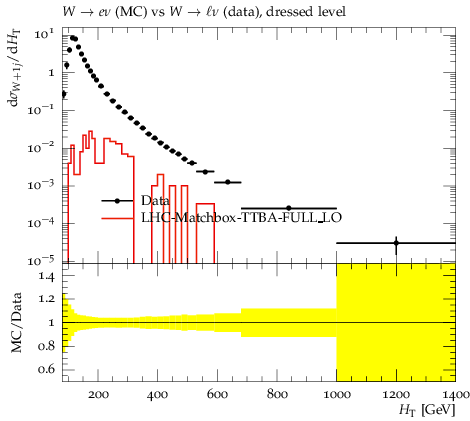 W → eν (MC) vs W → ℓν (data), dressed level
dσ_{W+1j}/dH_T
10^1
1
10^−1
10^−2
10^−3
10^−4
10^−5
Data
LHC-Matchbox-TTBA-FULL_LO
MC/Data
1.4
1.2
1
0.8
0.6
200 400 600 800 1000 1200 1400
H_T [GeV]